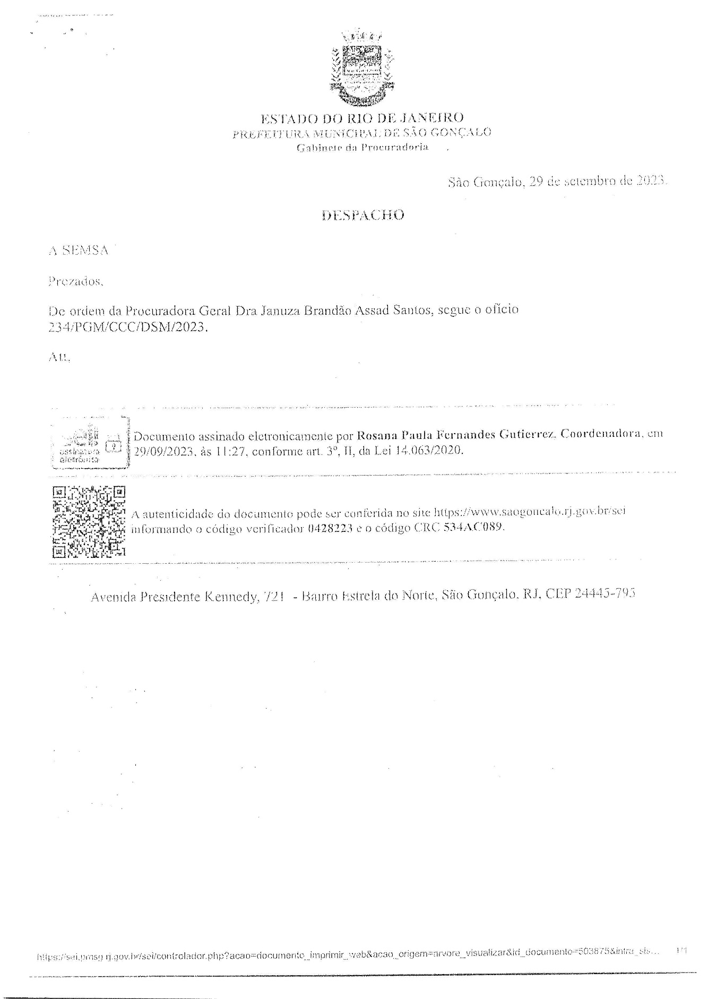 ESTADO DO RIO DE JANEIRO
PREFEITURA MUNICIPAL DE SÃO GONÇALO
Gabinete da Procuradoria
São Gonçalo, 29 de setembro de 2023.
DESPACHO
A SEMSA
Prezados,
De ordem da Procuradora Geral Dra Januza Brandão Assad Santos, segue o ofício
234/PGM/CCC/DSM/2023.
Att,
assinatura
eletrônica
Documento assinado eletronicamente por Rosana Paula Fernandes Gutierrez, Coordenadora, em
29/09/2023, às 11:27, conforme art. 3º, II, da Lei 14.063/2020.
A autenticidade do documento pode ser conferida no site https://www.saogoncalo.rj.gov.br/sei
informando o código verificador 0428223 e o código CRC 534AC089.
Avenida Presidente Kennedy, 721 - Bairro Estrela do Norte, São Gonçalo, RJ, CEP 24445-795
https://sei.pmsg.rj.gov.br/sei/controlador.php?acao=documento_imprimir_web&acao_origem=arvore_visualizar&id_documento=503875&infra_sis... 1/1